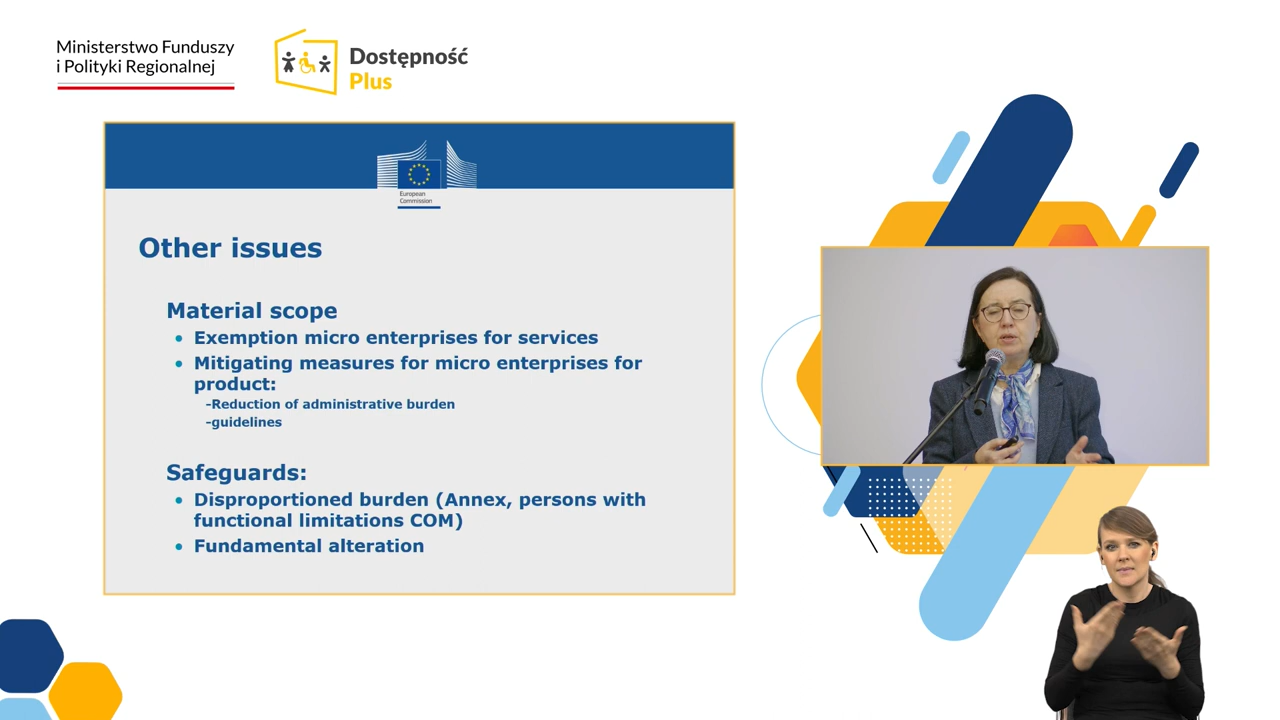 Ministerstwo Funduszy
i Polityki Regionalnej
Dostępność
Plus
European
Commission
Other issues
Material scope
• Exemption micro enterprises for services
• Mitigating measures for micro enterprises for
product:
-Reduction of administrative burden
-guidelines
Safeguards:
• Disproportioned burden (Annex, persons with
functional limitations COM)
• Fundamental alteration